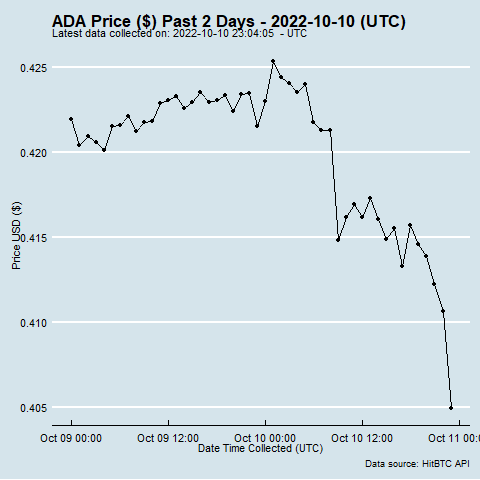 ADA Price ($) Past 2 Days - 2022-10-10 (UTC)
Latest data collected on: 2022-10-10 23:04:05 - UTC
0.425
0.420
0.415
0.410
0.405
Price USD ($)
Oct 09 00:00 Oct 09 12:00 Oct 10 00:00 Oct 10 12:00 Oct 11 00:00
Date Time Collected (UTC)
Data source: HitBTC API